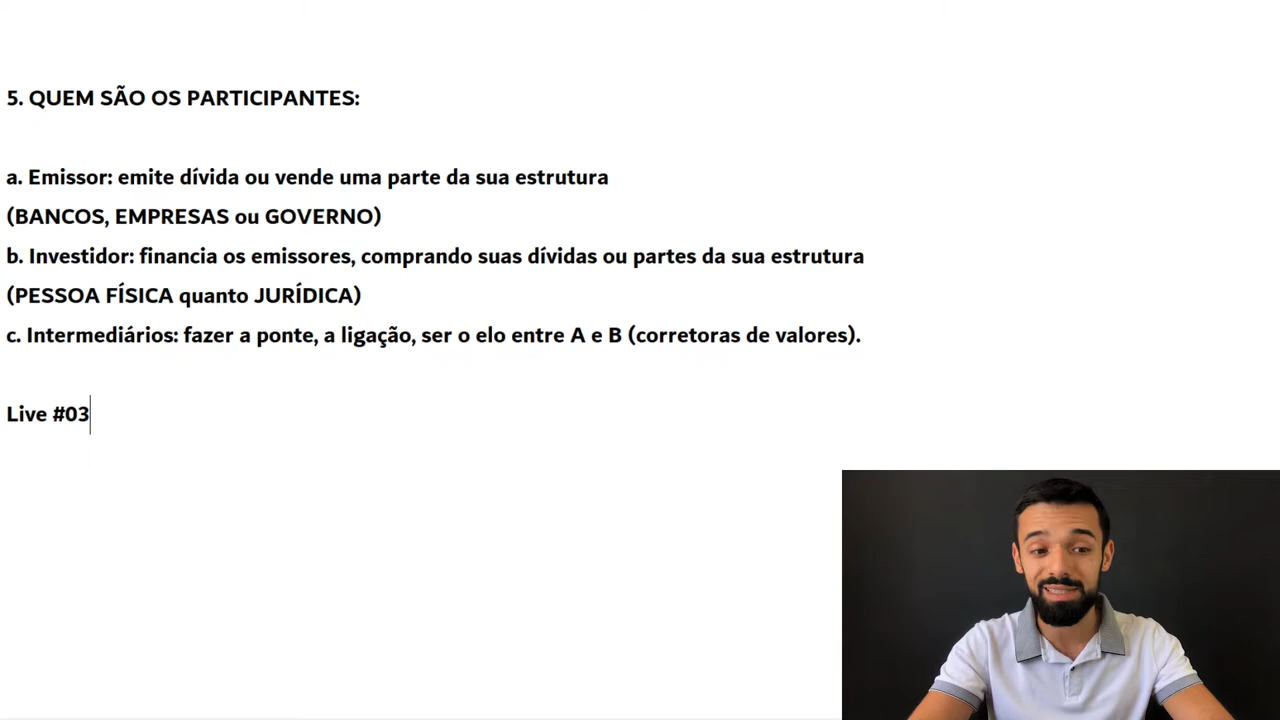 5. QUEM SÃO OS PARTICIPANTES:
a. Emissor: emite dívida ou vende uma parte da sua estrutura
(BANCOS, EMPRESAS ou GOVERNO)
b. Investidor: financia os emissores, comprando suas dívidas ou partes da sua estrutura
(PESSOA FÍSICA quanto JURÍDICA)
c. Intermediários: fazer a ponte, a ligação, ser o elo entre A e B (corretoras de valores).
Live #03